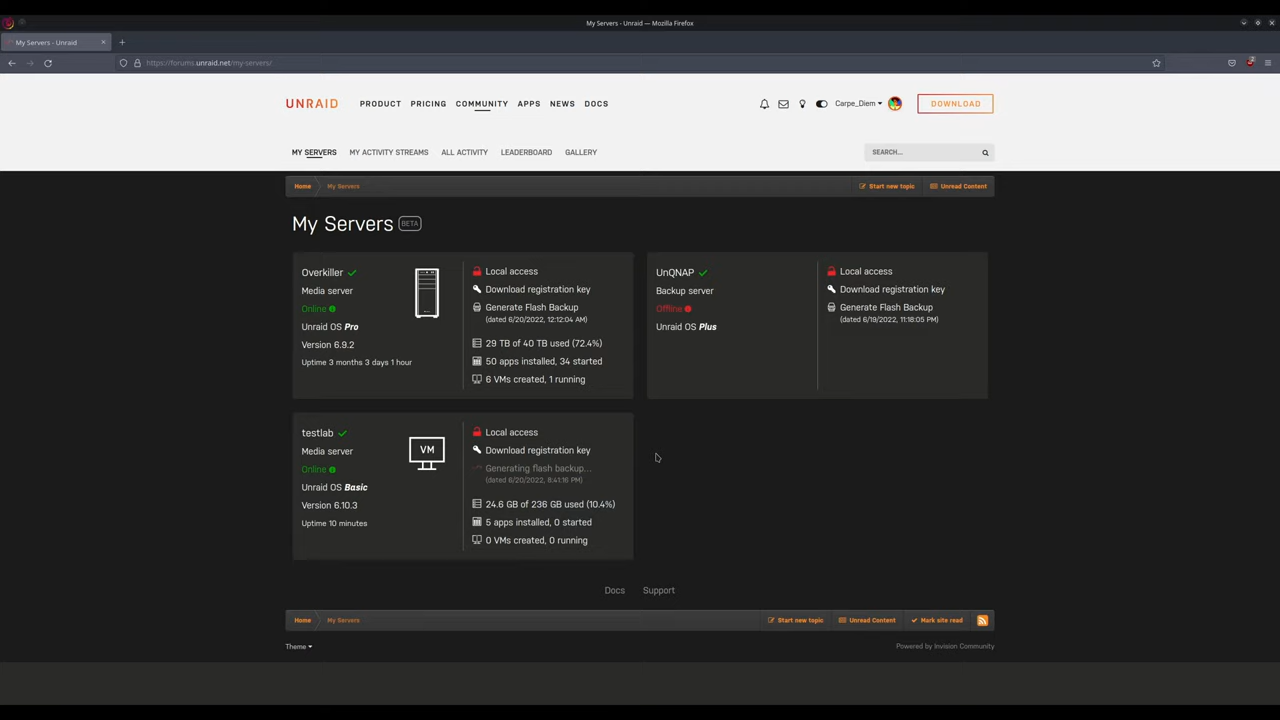 My Servers - Unraid — Mozilla Firefox
My Servers - Unraid
https://forums.unraid.net/my-servers/
UNRAID PRODUCT PRICING COMMUNITY APPS NEWS DOCS Carpe_Diem DOWNLOAD
MY SERVERS MY ACTIVITY STREAMS ALL ACTIVITY LEADERBOARD GALLERY SEARCH...
Home My Servers Start new topic Unread Content
My Servers BETA
Overkiller
Media server
Online
Unraid OS Pro
Version 6.9.2
Uptime 3 months 3 days 1 hour
Local access
Download registration key
Generate Flash Backup
(dated 6/20/2022, 12:12:04 AM)
29 TB of 40 TB used (72.4%)
50 apps installed, 34 started
6 VMs created, 1 running
UnQNAP
Backup server
Offline
Unraid OS Plus
Local access
Download registration key
Generate Flash Backup
(dated 6/19/2022, 11:18:05 PM)
testlab
Media server
Online
Unraid OS Basic
Version 6.10.3
Uptime 10 minutes
VM
Local access
Download registration key
Generating flash backup...
(dated 6/20/2022, 8:41:16 PM)
24.6 GB of 236 GB used (10.4%)
5 apps installed, 0 started
0 VMs created, 0 running
Docs Support
Home My Servers Start new topic Unread Content Mark site read
Theme Powered by Invision Community